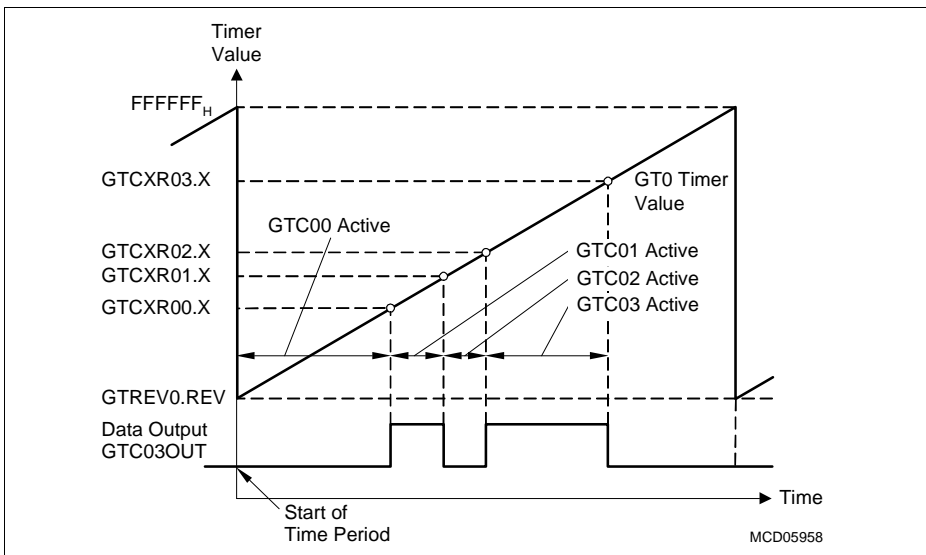 Timer
Value
FFFFFF_H
GTCXR03.X
GT0 Timer
Value
GTC00 Active
GTCXR02.X
GTC01 Active
GTCXR01.X
GTC02 Active
GTCXR00.X
GTC03 Active
GTREV0.REV
Data Output
GTC03OUT
Time
Start of
Time Period
MCD05958